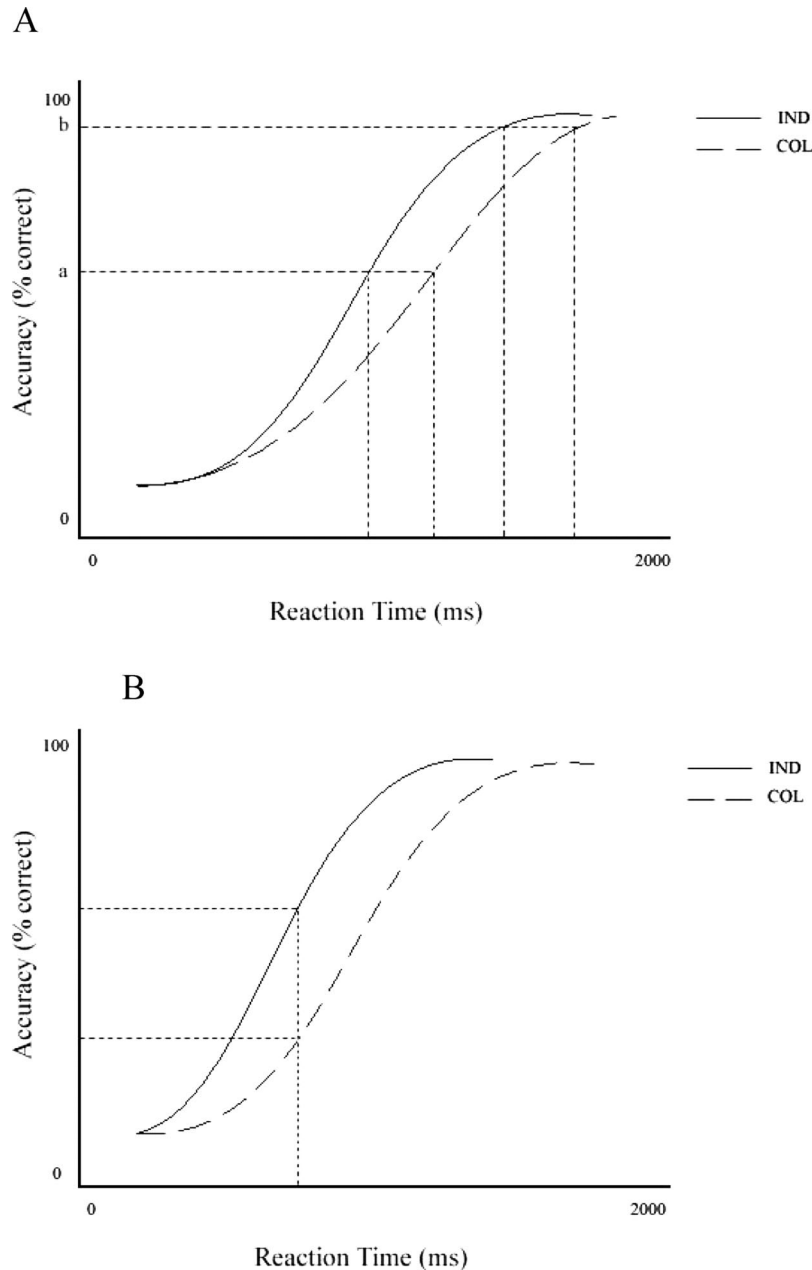 A
100
b
a
0
Accuracy (% correct)
IND
COL
0
2000
Reaction Time (ms)
B
100
0
Accuracy (% correct)
IND
COL
0
2000
Reaction Time (ms)